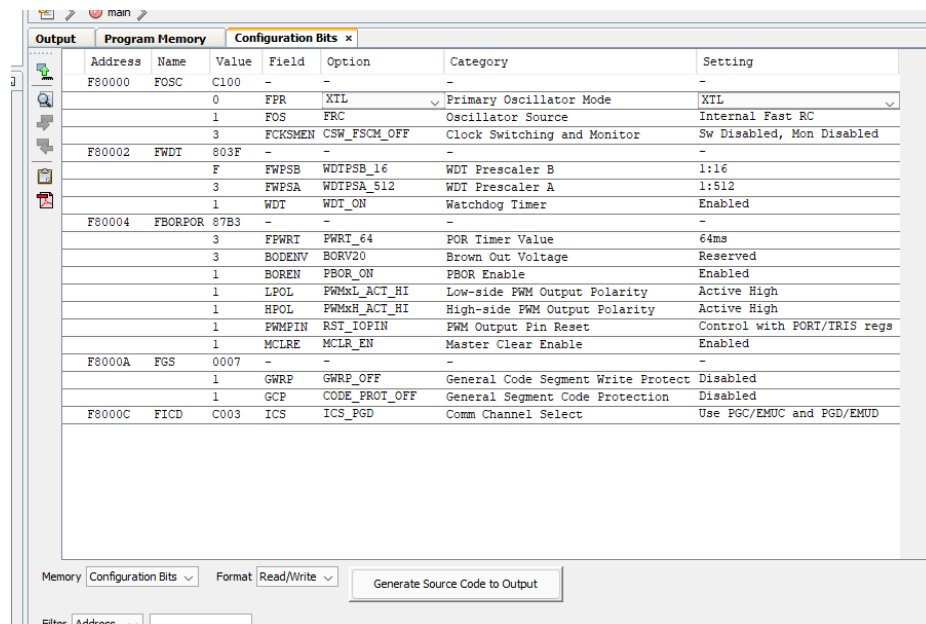 main
Output Program Memory Configuration Bits ×
Address Name Value Field Option Category Setting
F80000 FOSC C100 - - - -
0 FPR XTL Primary Oscillator Mode XTL
1 FOS FRC Oscillator Source Internal Fast RC
3 FCKSMEN CSW_FSCM_OFF Clock Switching and Monitor Sw Disabled, Mon Disabled
F80002 FWDT 803F - - - -
F FWPSB WDTPSB_16 WDT Prescaler B 1:16
3 FWPSA WDTPSA_512 WDT Prescaler A 1:512
1 WDT WDT_ON Watchdog Timer Enabled
F80004 FBORPOR 87B3 - - - -
3 FPWRT PWRT_64 POR Timer Value 64ms
3 BODENV BORV20 Brown Out Voltage Reserved
1 BOREN PBOR_ON PBOR Enable Enabled
1 LPOL PWMxL_ACT_HI Low-side PWM Output Polarity Active High
1 HPOL PWMxH_ACT_HI High-side PWM Output Polarity Active High
1 PWMPIN RST_IOPIN PWM Output Pin Reset Control with PORT/TRIS regs
1 MCLRE MCLR_EN Master Clear Enable Enabled
F8000A FGS 0007 - - - -
1 GWRP GWRP_OFF General Code Segment Write Protect Disabled
1 GCP CODE_PROT_OFF General Segment Code Protection Disabled
F8000C FICD C003 ICS ICS_PGD Comm Channel Select Use PGC/EMUC and PGD/EMUD
Memory Configuration Bits Format Read/Write Generate Source Code to Output
Filter Address